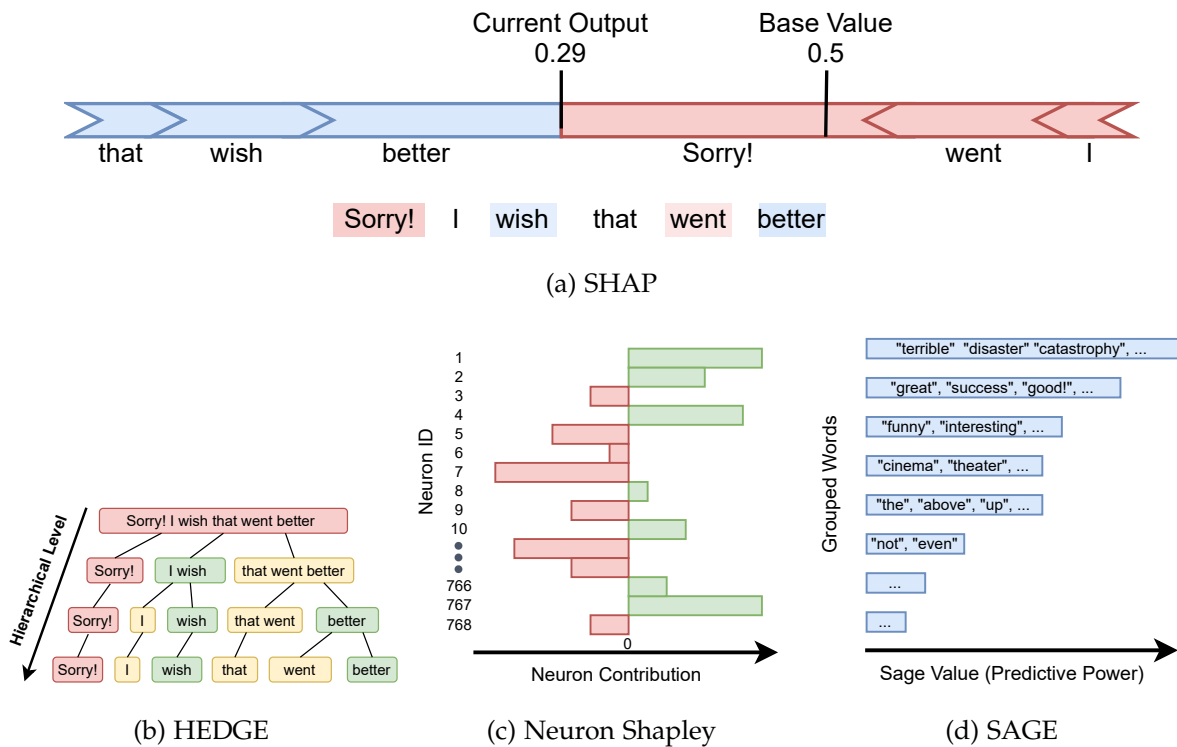 Current Output
0.29
Base Value
0.5
that wish better Sorry! went I
Sorry! I wish that went better
(a) SHAP
Hierarchical Level
Sorry! I wish that went better
Sorry! I wish that went better
Sorry! I wish that went better
Sorry! I wish that went better
(b) HEDGE
Neuron ID
1
2
3
4
5
6
7
8
9
10
766
767
768
0
Neuron Contribution
(c) Neuron Shapley
Grouped Words
"terrible" "disaster" "catastrophy", ...
"great", "success", "good!", ...
"funny", "interesting", ...
"cinema", "theater", ...
"the", "above", "up", ...
"not", "even"
...
...
Sage Value (Predictive Power)
(d) SAGE